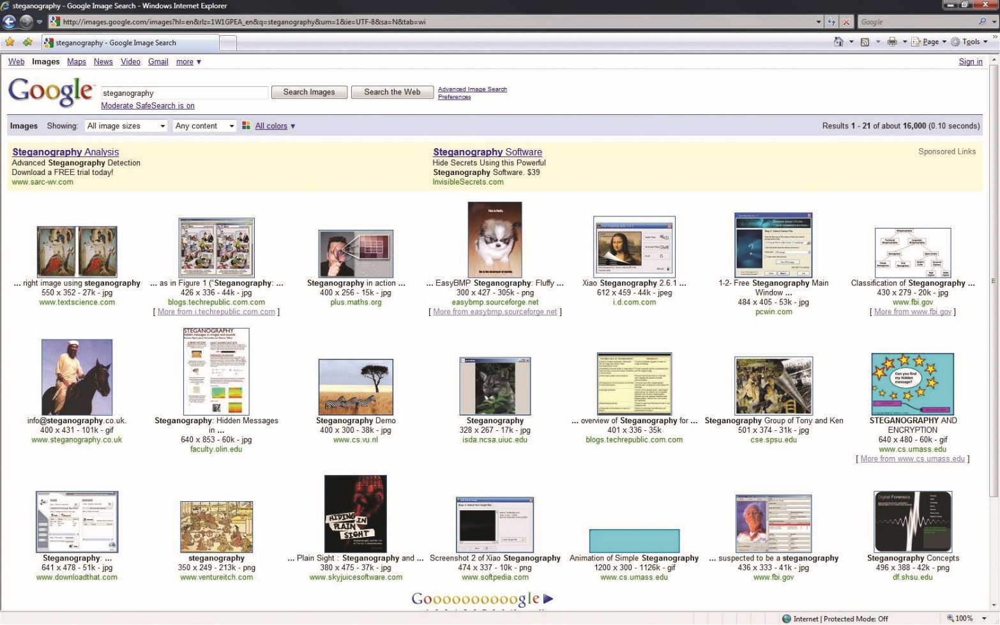 steganography - Google Image Search - Windows Internet Explorer
http://images.google.com/images?hl=en&rlz=1W1GPEA_en&q=steganography&um=1&ie=UTF-8&sa=N&tab=wi
Google
steganography - Google Image Search
Page Tools
Web Images Maps News Video Gmail more ▼
Sign in
Google
steganography
Search Images
Search the Web
Advanced Image Search
Preferences
Moderate SafeSearch is on
Images Showing: All image sizes Any content All colors ▼
Results 1 - 21 of about 16,000 (0.10 seconds)
Steganography Analysis
Advanced Steganography Detection
Download a FREE trial today!
www.sarc-wv.com
Steganography Software
Hide Secrets Using this Powerful
Steganography Software. $39
InvisibleSecrets.com
Sponsored Links
... right image using steganography
550 x 352 - 27k - jpg
www.textscience.com
... as in Figure 1 ("Steganography: ...
426 x 336 - 44k - jpg
blogs.techrepublic.com.com
[ More from i.techrepublic.com.com ]
Steganography in action ...
400 x 256 - 15k - jpg
plus.maths.org
This is fluffy.
He is the destroyer of worlds.
... EasyBMP Steganography: Fluffy ...
300 x 427 - 305k - png
easybmp.sourceforge.net
[ More from easybmp.sourceforge.net ]
Xiao Steganography 2.6.1 ...
612 x 459 - 44k - jpeg
i.d.com.com
1-2- Free Steganography Main
Window ...
484 x 405 - 53k - jpg
pcwin.com
Classification of Steganography ...
430 x 279 - 20k - jpg
www.fbi.gov
[ More from www.fbi.gov ]
info@steganography.co.uk.
400 x 431 - 101k - gif
www.steganography.co.uk
STEGANOGRAPHY
hidden messages in images and sounds
Steganography: Hidden Messages
in ...
640 x 853 - 60k - jpg
faculty.olin.edu
Steganography Demo
400 x 300 - 38k - jpg
www.cs.vu.nl
preview
Steganography
328 x 267 - 17k - jpg
isda.ncsa.uiuc.edu
... overview of Steganography for ...
401 x 336 - 35k
blogs.techrepublic.com.com
Steganography Group of Tony and Ken
501 x 374 - 31k - jpg
cse.spsu.edu
Can you find
my hidden
message?
STEGANOGRAPHY AND
ENCRYPTION
640 x 480 - 60k - gif
www.cs.umass.edu
[ More from www.cs.umass.edu ]
Steganography: ...
641 x 478 - 51k - jpg
www.downloadthat.com
steganography
350 x 249 - 213k - png
www.ventureitch.com
HIDING IN
PLAIN
SIGHT
... Plain Sight : Steganography and ...
380 x 475 - 37k - jpg
www.skyjuicesoftware.com
Screenshot 2 of Xiao Steganography
474 x 337 - 10k - png
www.softpedia.com
Animation of Simple Steganography
1200 x 300 - 1126k - gif
www.cs.umass.edu
... suspected to be a steganography
436 x 333 - 41k - jpg
www.fbi.gov
Digital Forensics
Steganography Concepts
496 x 388 - 42k - png
df.shsu.edu
Goooooooooogle
Internet | Protected Mode: Off
100%